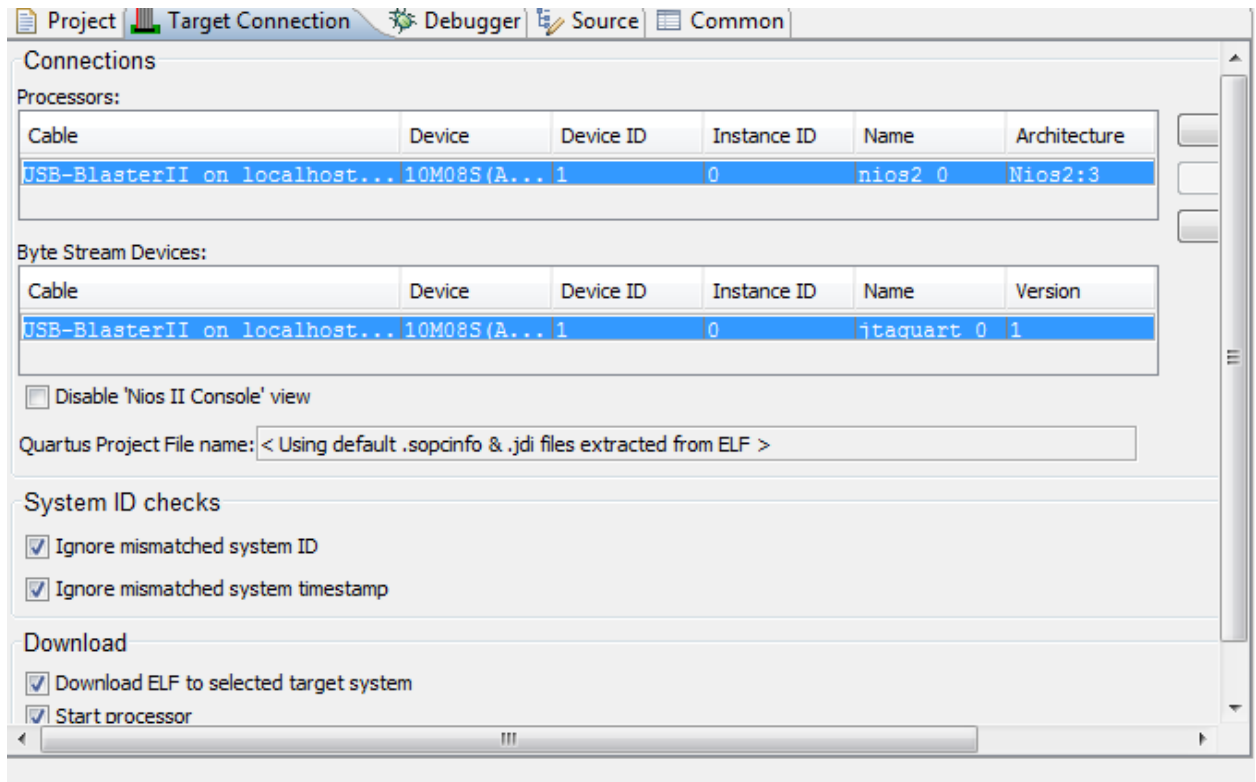 Project Target Connection Debugger Source Common
Connections
Processors:
Cable Device Device ID Instance ID Name Architecture
USB-BlasterII on localhost... 10M08S(A... 1 0 nios2_0 Nios2:3
Byte Stream Devices:
Cable Device Device ID Instance ID Name Version
USB-BlasterII on localhost... 10M08S(A... 1 0 jtaguart_0 1
Disable 'Nios II Console' view
Quartus Project File name: < Using default .sopcinfo & .jdi files extracted from ELF >
System ID checks
Ignore mismatched system ID
Ignore mismatched system timestamp
Download
Download ELF to selected target system
Start processor